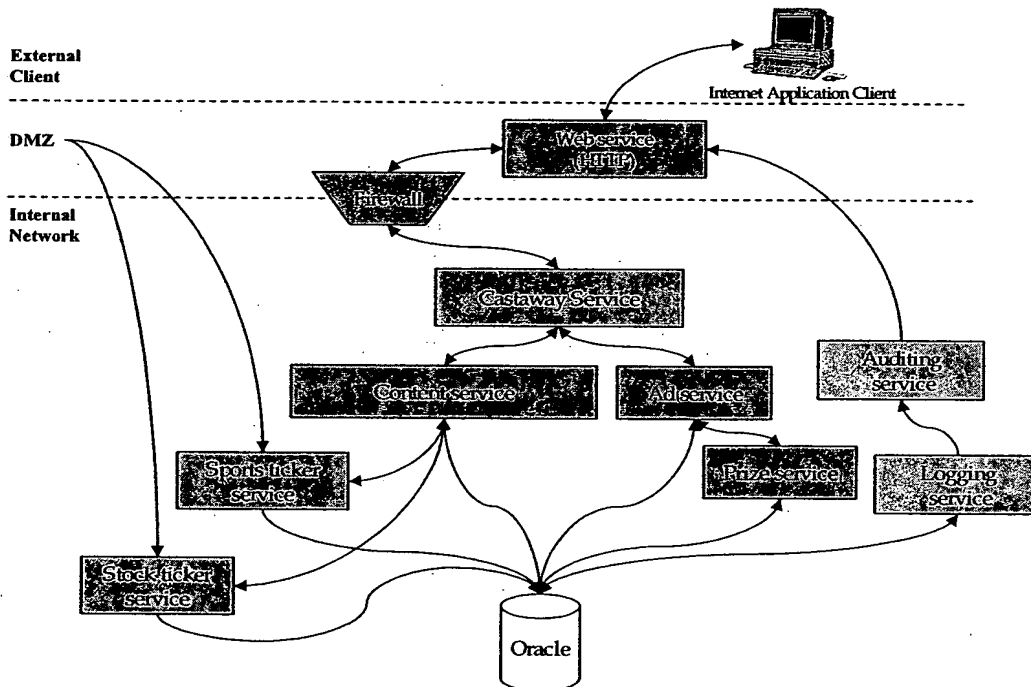 External
Client
Internet Application Client
DMZ
Web service
(HTTP)
Firewall
Internal
Network
Castaway Service
Content service
Ad service
Auditing
service
Sports ticker
service
Prize service
Logging
service
Stock ticker
service
Oracle